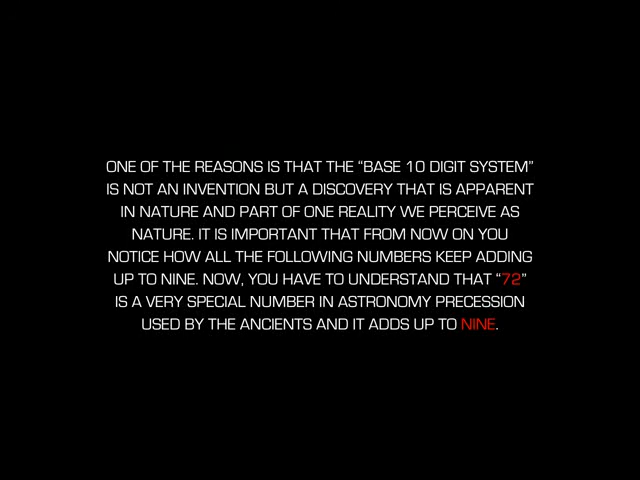 ONE OF THE REASONS IS THAT THE “BASE 10 DIGIT SYSTEM”
IS NOT AN INVENTION BUT A DISCOVERY THAT IS APPARENT
IN NATURE AND PART OF ONE REALITY WE PERCEIVE AS
NATURE. IT IS IMPORTANT THAT FROM NOW ON YOU
NOTICE HOW ALL THE FOLLOWING NUMBERS KEEP ADDING
UP TO NINE. NOW, YOU HAVE TO UNDERSTAND THAT “72”
IS A VERY SPECIAL NUMBER IN ASTRONOMY PRECESSION
USED BY THE ANCIENTS AND IT ADDS UP TO NINE.